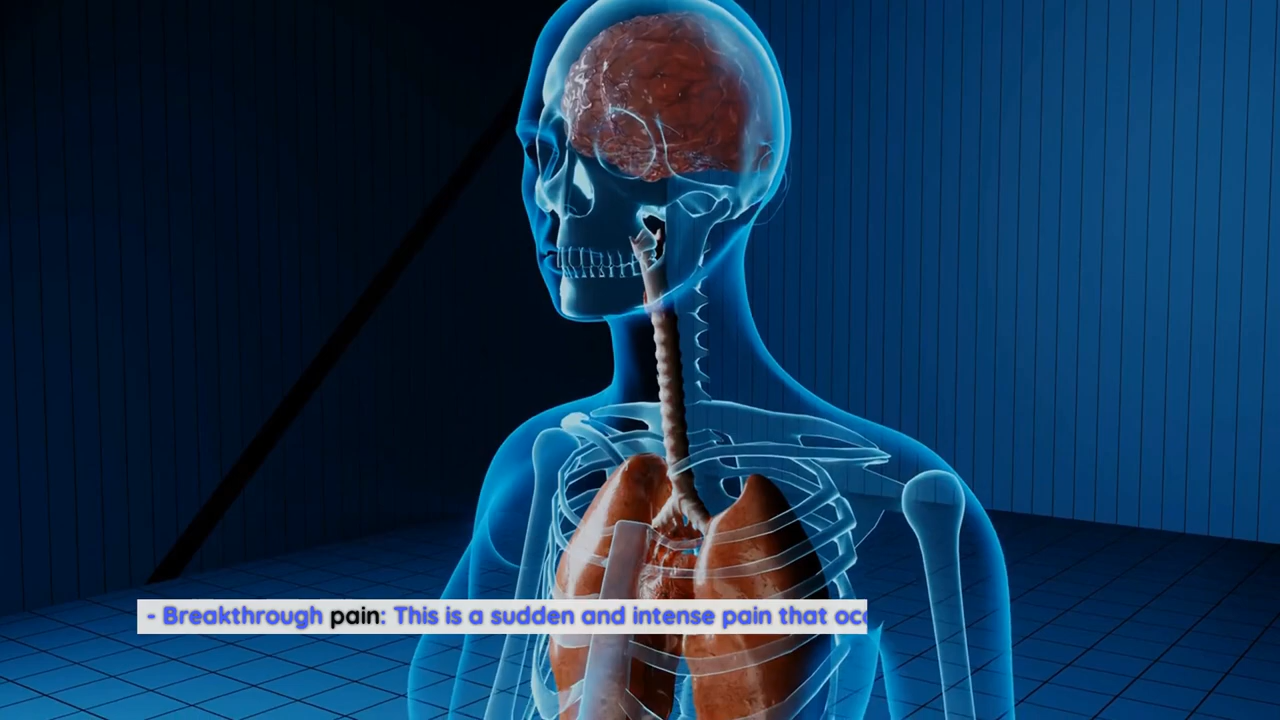 - Breakthrough pain: This is a sudden and intense pain that